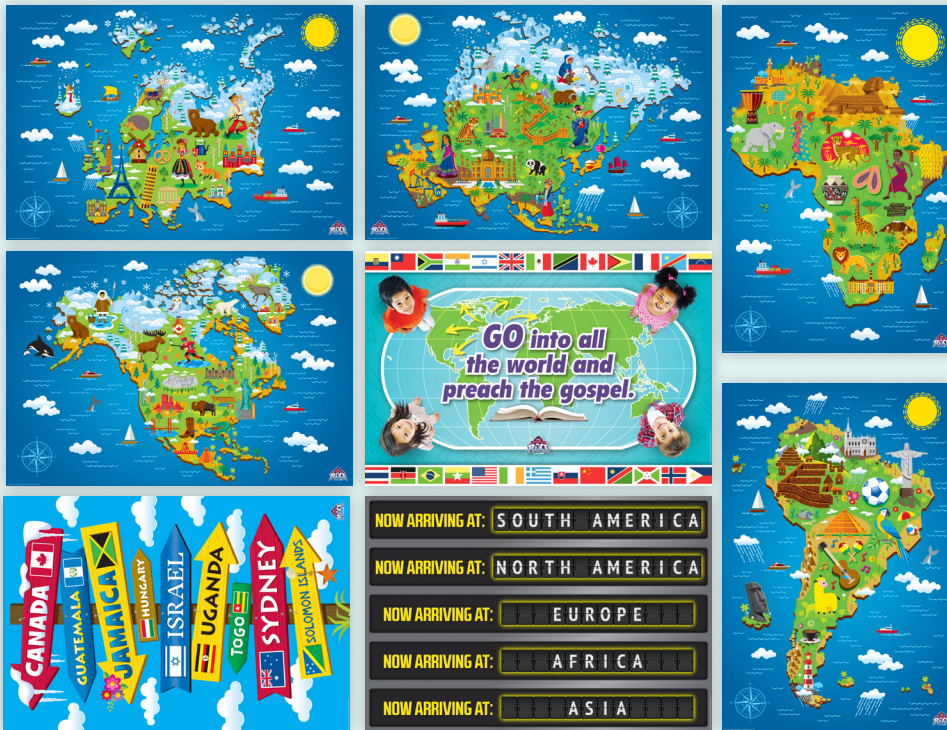 GO into all
the world and
preach the gospel.
CANADA
GUATEMALA
JAMAICA
HUNGARY
ISRAEL
UGANDA
TOGO
SYDNEY
SOLOMON ISLANDS
NOW ARRIVING AT: SOUTH AMERICA
NOW ARRIVING AT: NORTH AMERICA
NOW ARRIVING AT: EUROPE
NOW ARRIVING AT: AFRICA
NOW ARRIVING AT: ASIA